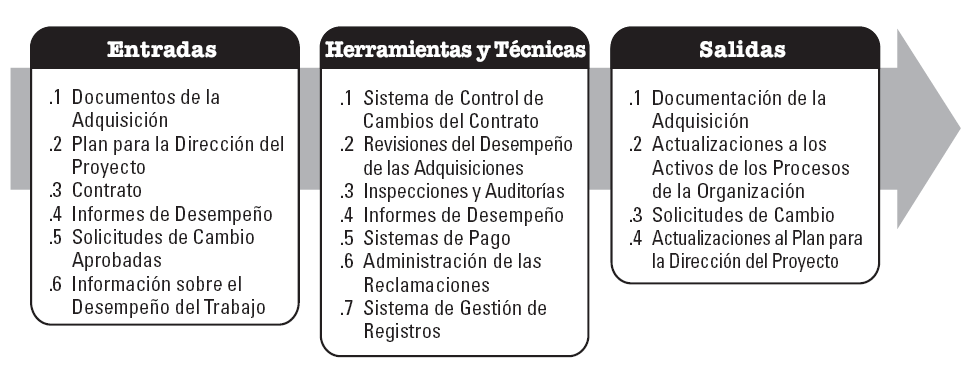 Entradas
.1 Documentos de la
Adquisición
.2 Plan para la Dirección del
Proyecto
.3 Contrato
.4 Informes de Desempeño
.5 Solicitudes de Cambio
Aprobadas
.6 Información sobre el
Desempeño del Trabajo
Herramientas y Técnicas
.1 Sistema de Control de
Cambios del Contrato
.2 Revisiones del Desempeño
de las Adquisiciones
.3 Inspecciones y Auditorías
.4 Informes de Desempeño
.5 Sistemas de Pago
.6 Administración de las
Reclamaciones
.7 Sistema de Gestión de
Registros
Salidas
.1 Documentación de la
Adquisición
.2 Actualizaciones a los
Activos de los Procesos
de la Organización
.3 Solicitudes de Cambio
.4 Actualizaciones al Plan para
la Dirección del Proyecto